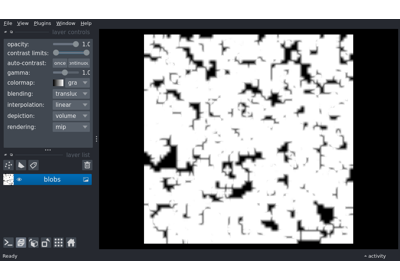 File View Plugins Window Help
layer controls
opacity: 1.0
contrast limits:
auto-contrast: once
gamma: 1.0
colormap: gra
blending: translu
interpolation: linear
depiction: volume
rendering: mip
layer list
blobs
Ready
activity